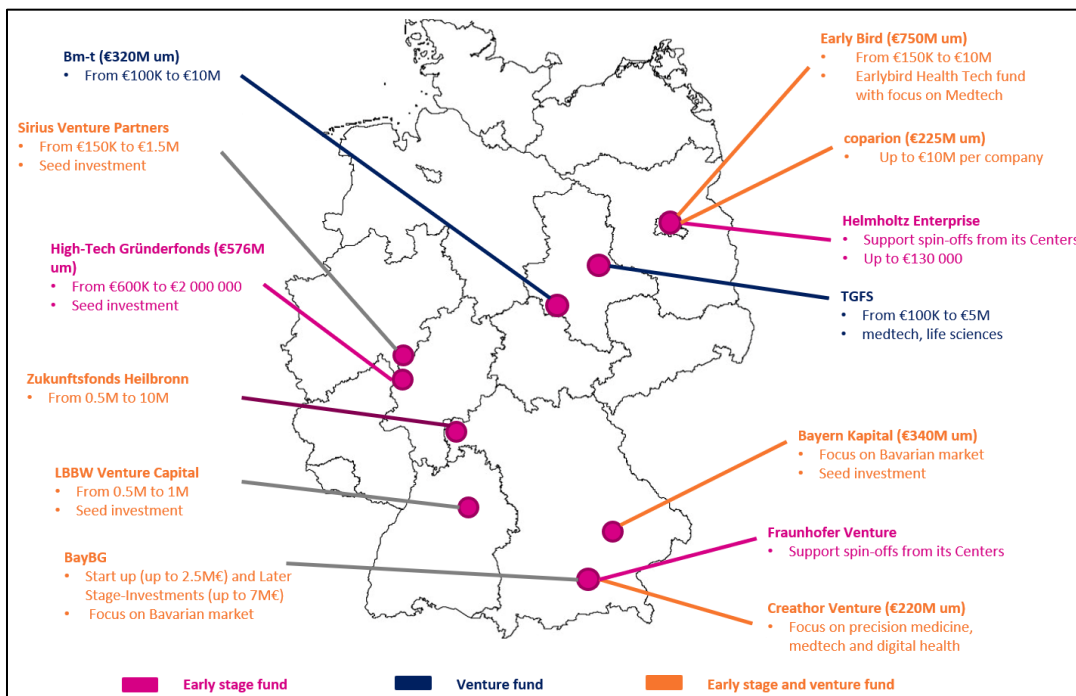 Bm-t (€320M um)
• From €100K to €10M
Sirius Venture Partners
• From €150K to €1.5M
• Seed investment
High-Tech Gründerfonds (€576M
um)
• From €600K to €2 000 000
• Seed investment
Zukunftsfonds Heilbronn
• From 0.5M to 10M
LBBW Venture Capital
• From 0.5M to 1M
• Seed investment
BayBG
• Start up (up to 2.5M€) and Later
Stage-Investments (up to 7M€)
• Focus on Bavarian market
Early Bird (€750M um)
• From €150K to €10M
• Earlybird Health Tech fund
with focus on Medtech
coparion (€225M um)
• Up to €10M per company
Helmholtz Enterprise
• Support spin-offs from its Centers
• Up to €130 000
TGFS
• From €100K to €5M
• medtech, life sciences
Bayern Kapital (€340M um)
• Focus on Bavarian market
• Seed investment
Fraunhofer Venture
• Support spin-offs from its Centers
Creathor Venture (€220M um)
• Focus on precision medicine,
medtech and digital health
Early stage fund
Venture fund
Early stage and venture fund